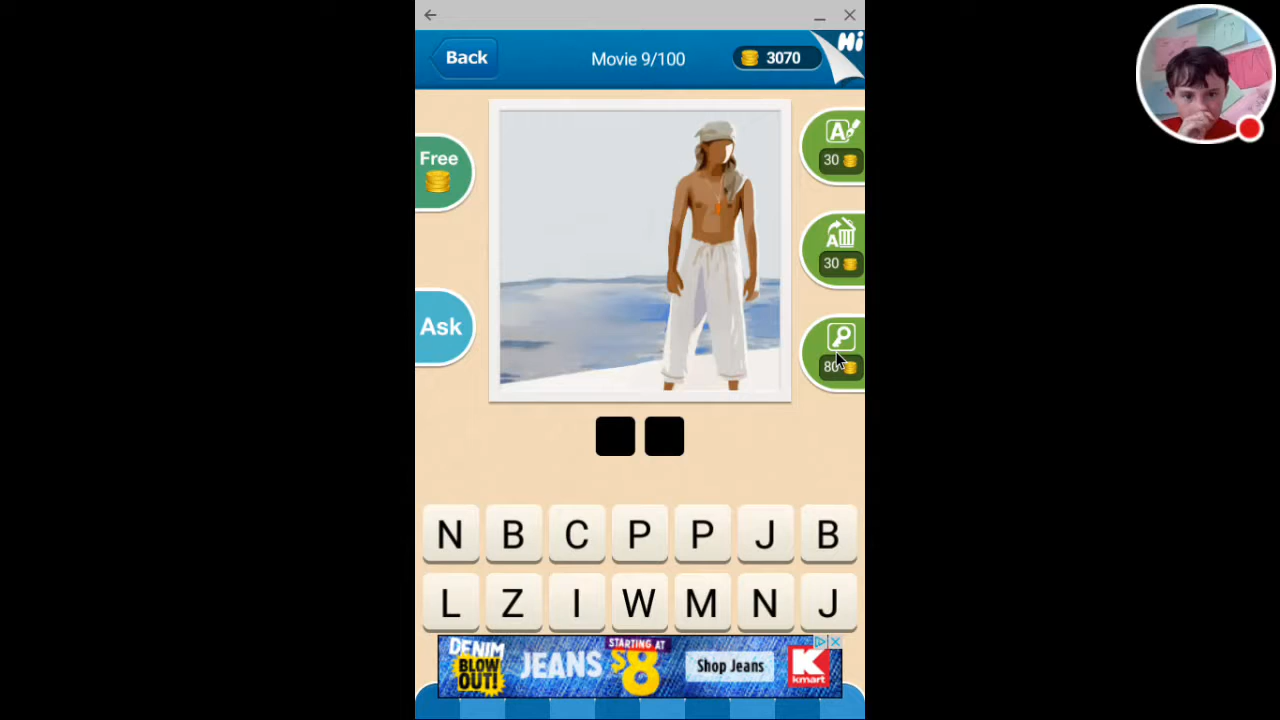 Back
Movie 9/100
3070
Hi
Free
A
30
A
30
Ask
80
N B C P P J B
L Z I W M N J
DENIM
BLOW
OUT!
JEANS
STARTING AT
$8
Shop Jeans
K
kmart